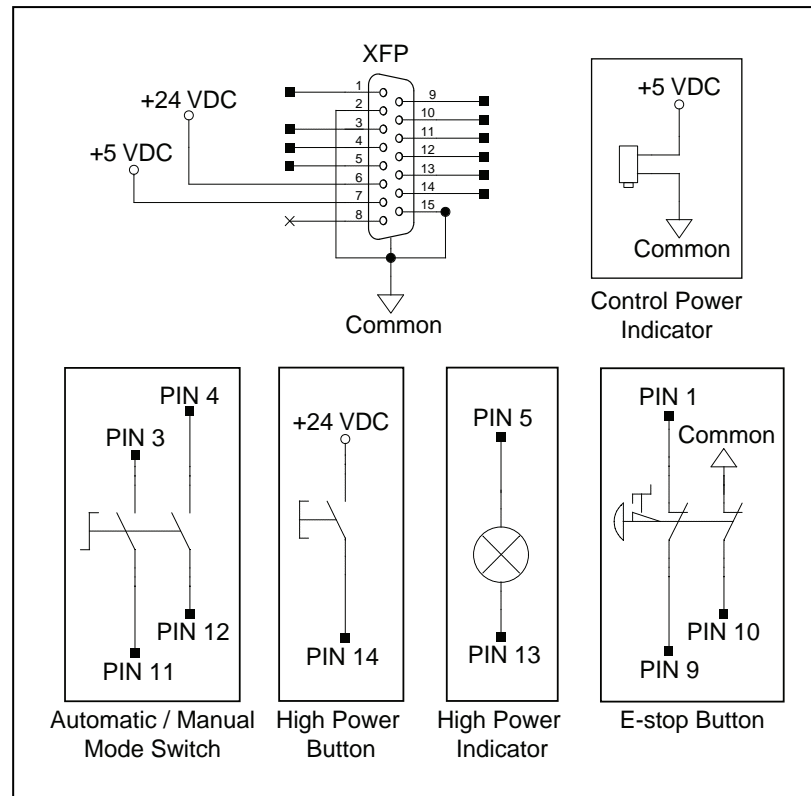 XFP
1
2
3
4
5
6
7
8
9
10
11
12
13
14
15
+24 VDC
+5 VDC
Common
+5 VDC
Common
Control Power
Indicator
PIN 4
PIN 3
PIN 12
PIN 11
Automatic / Manual
Mode Switch
+24 VDC
PIN 14
High Power
Button
PIN 5
PIN 13
High Power
Indicator
PIN 1
Common
PIN 10
PIN 9
E-stop Button